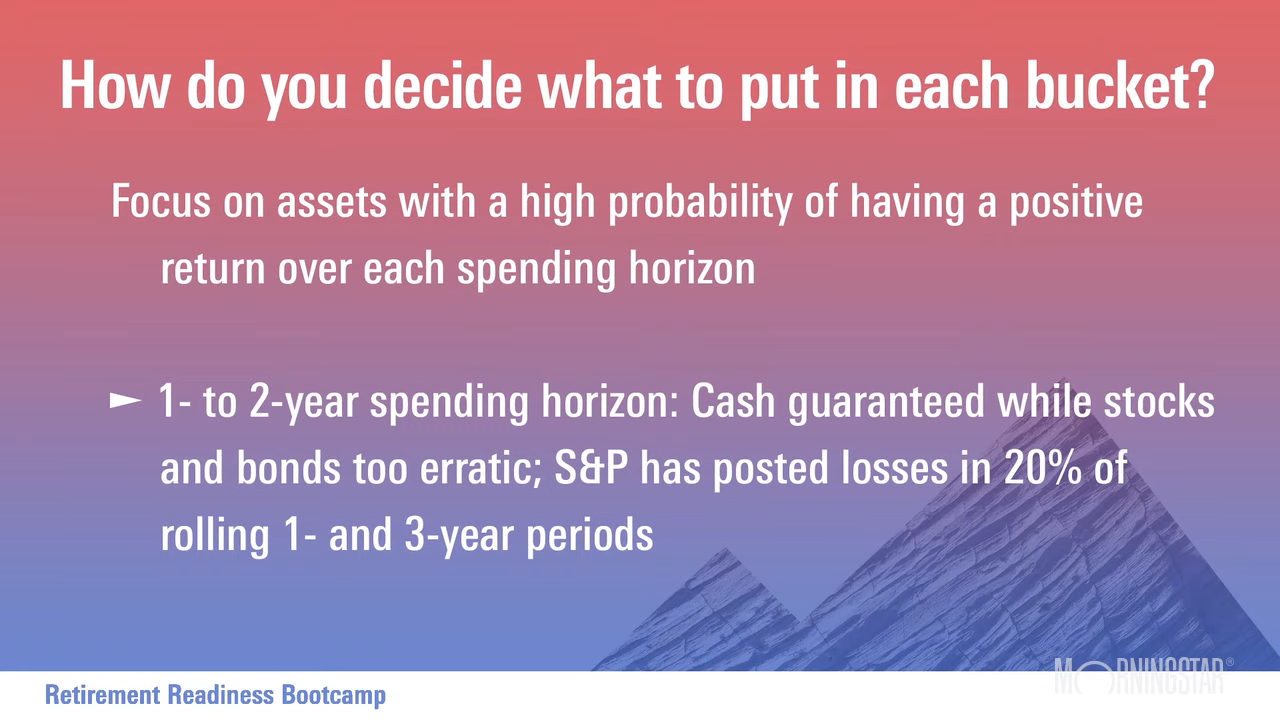 How do you decide what to put in each bucket?
Focus on assets with a high probability of having a positive
return over each spending horizon
► 1- to 2-year spending horizon: Cash guaranteed while stocks
and bonds too erratic; S&P has posted losses in 20% of
rolling 1- and 3-year periods
MORNINGSTAR®
Retirement Readiness Bootcamp